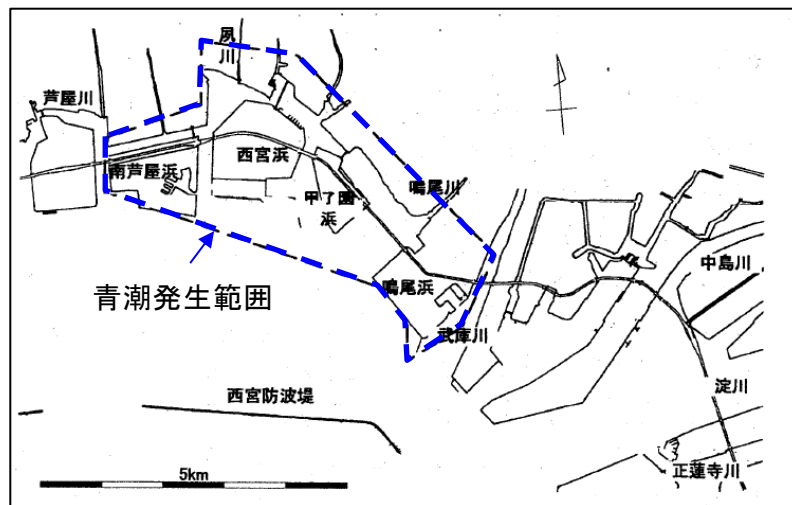 夙
川
芦屋川
西宮浜
南芦屋浜
鳴尾川
甲子園
浜
中島川
青潮発生範囲
鳴尾浜
武庫川
西宮防波堤
淀川
5km
正蓮寺川